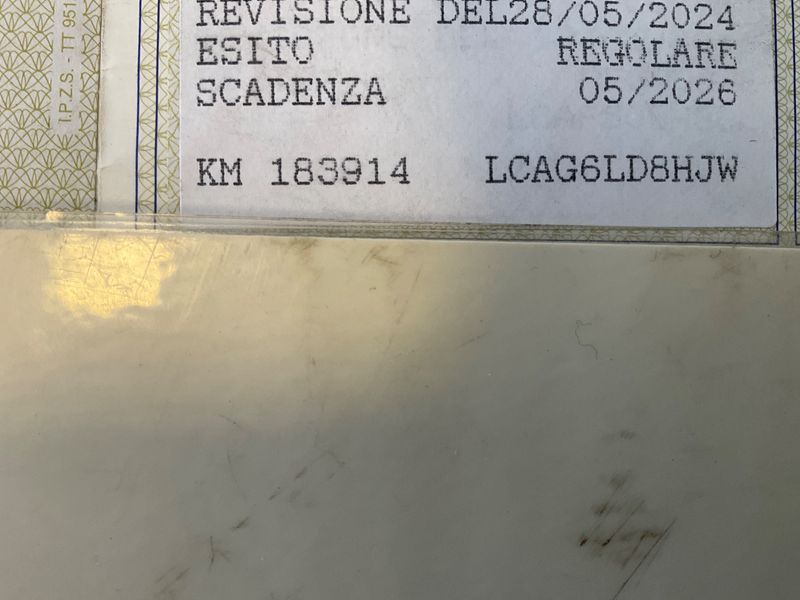 REVISIONE DEL28/05/2024
ESITO REGOLARE
SCADENZA 05/2026
KM 183914 LCAG6LD8HJW
I.P.Z.S. - TT 951